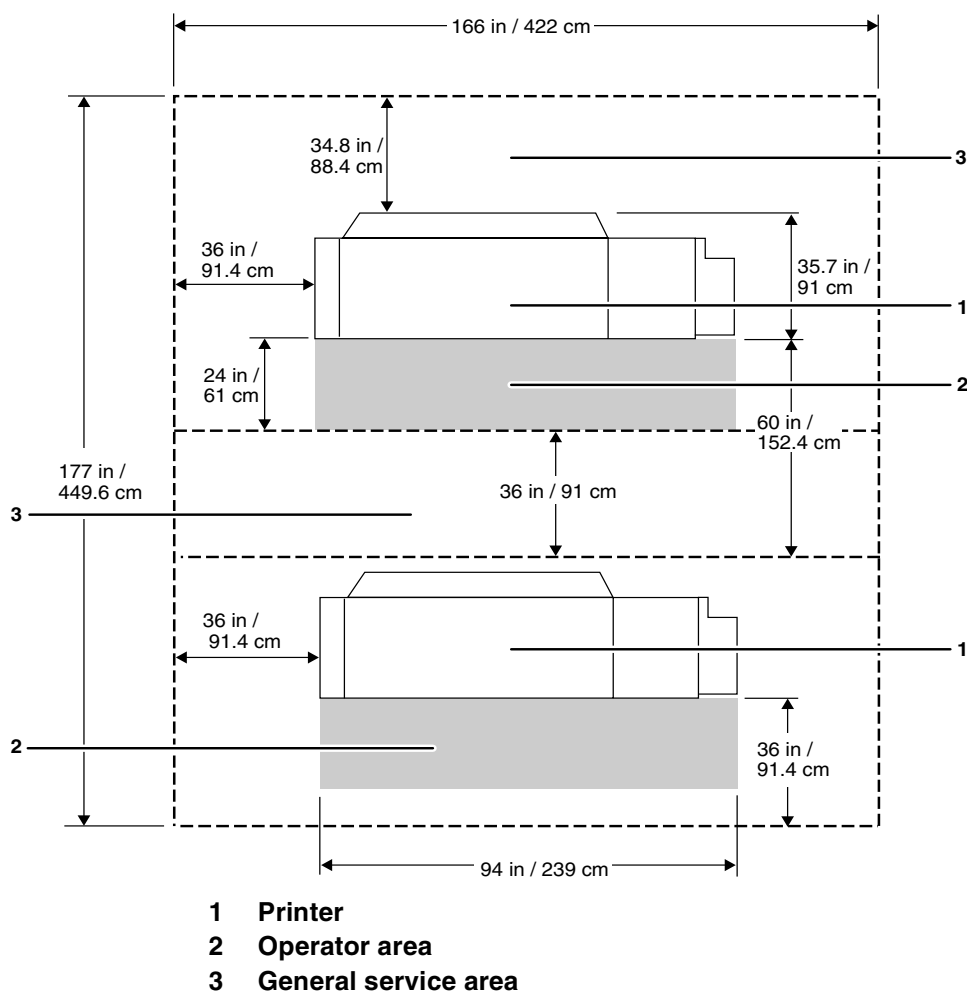 166 in / 422 cm
34.8 in /
88.4 cm
3
36 in /
91.4 cm
35.7 in /
91 cm
1
24 in /
61 cm
2
60 in /
152.4 cm
177 in /
449.6 cm
36 in / 91 cm
3
36 in /
91.4 cm
1
2
36 in /
91.4 cm
94 in / 239 cm
1 Printer
2 Operator area
3 General service area